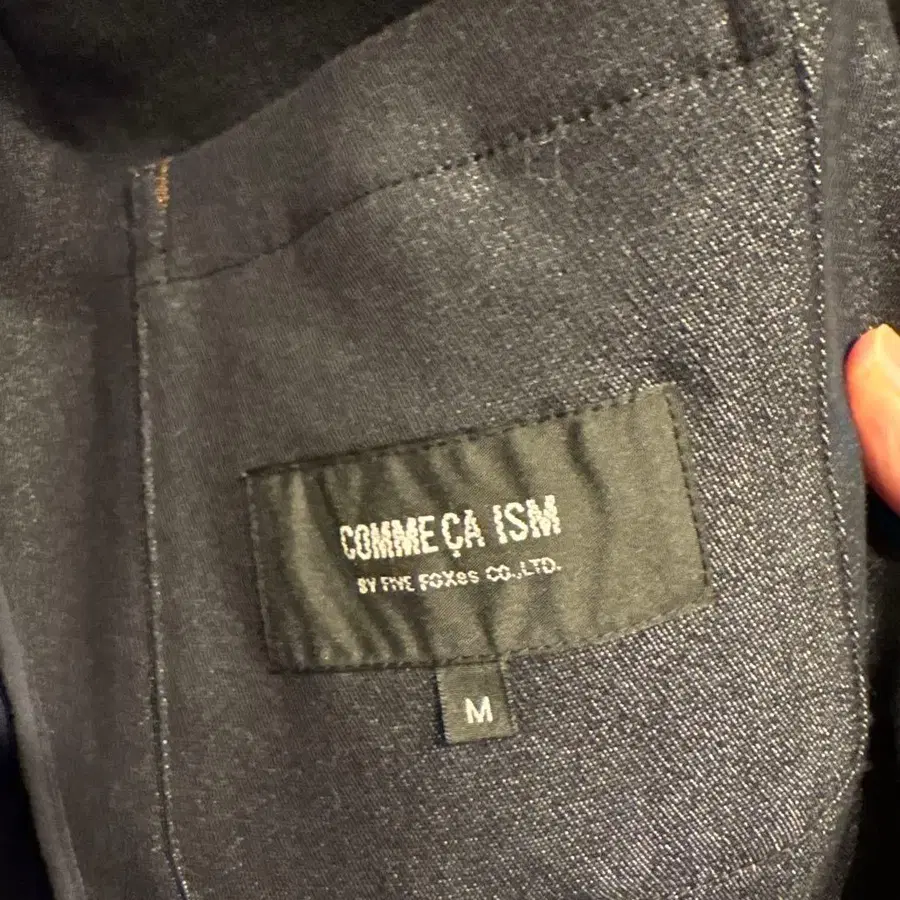 COMME ÇA ISM
BY FIVE FOXes CO.,LTD.
M